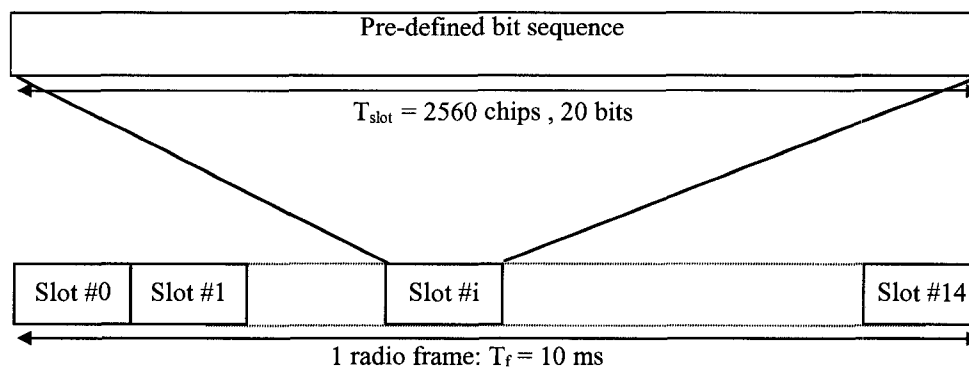 Pre-defined bit sequence
T_slot = 2560 chips , 20 bits
Slot #0 Slot #1 Slot #i Slot #14
1 radio frame: T_f = 10 ms